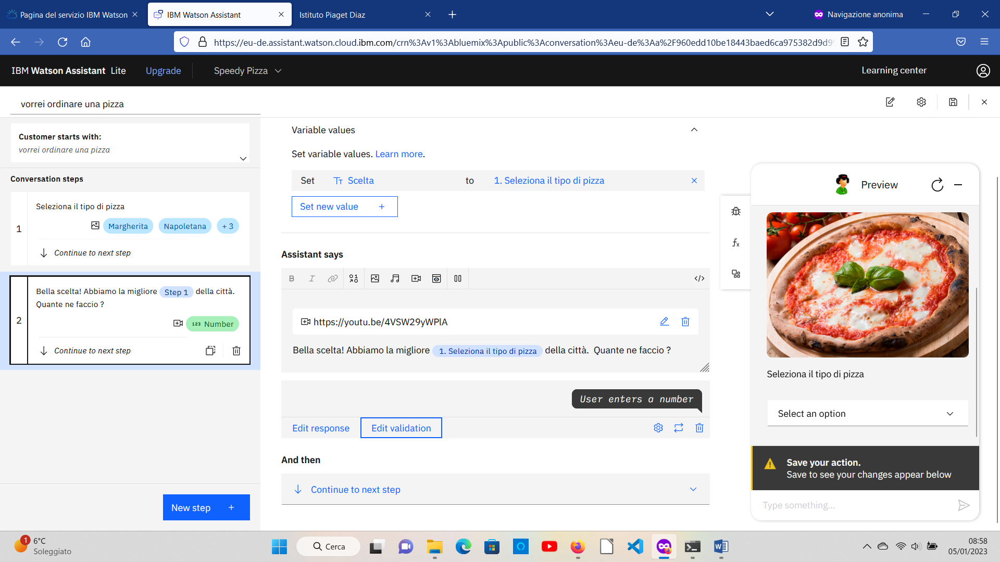 Pagina del servizio IBM Watson
IBM Watson Assistant
Istituto Piaget Diaz
Navigazione anonima
https://eu-de.assistant.watson.cloud.ibm.com/crn%3Av1%3Abluemix%3Apublic%3Aconversation%3Aeu-de%3Aa%2F960edd10be18443baed6ca975382d9d9
IBM Watson Assistant Lite
Upgrade
Speedy Pizza
Learning center
vorrei ordinare una pizza
Customer starts with:
vorrei ordinare una pizza
Conversation steps
1
Seleziona il tipo di pizza
Margherita
Napoletana
+ 3
Continue to next step
2
Bella scelta! Abbiamo la migliore Step 1 della città.
Quante ne faccio ?
123 Number
Continue to next step
New step +
Variable values
Set variable values. Learn more.
Set Tт Scelta to 1. Seleziona il tipo di pizza
Set new value +
Assistant says
B I
</>
https://youtu.be/4VSW29yWPlA
Bella scelta! Abbiamo la migliore 1. Seleziona il tipo di pizza della città. Quante ne faccio ?
User enters a number
Edit response
Edit validation
And then
Continue to next step
fx
Preview
Seleziona il tipo di pizza
Select an option
Save your action.
Save to see your changes appear below
Type something...
1
6°C
Soleggiato
Cerca
08:58
05/01/2023